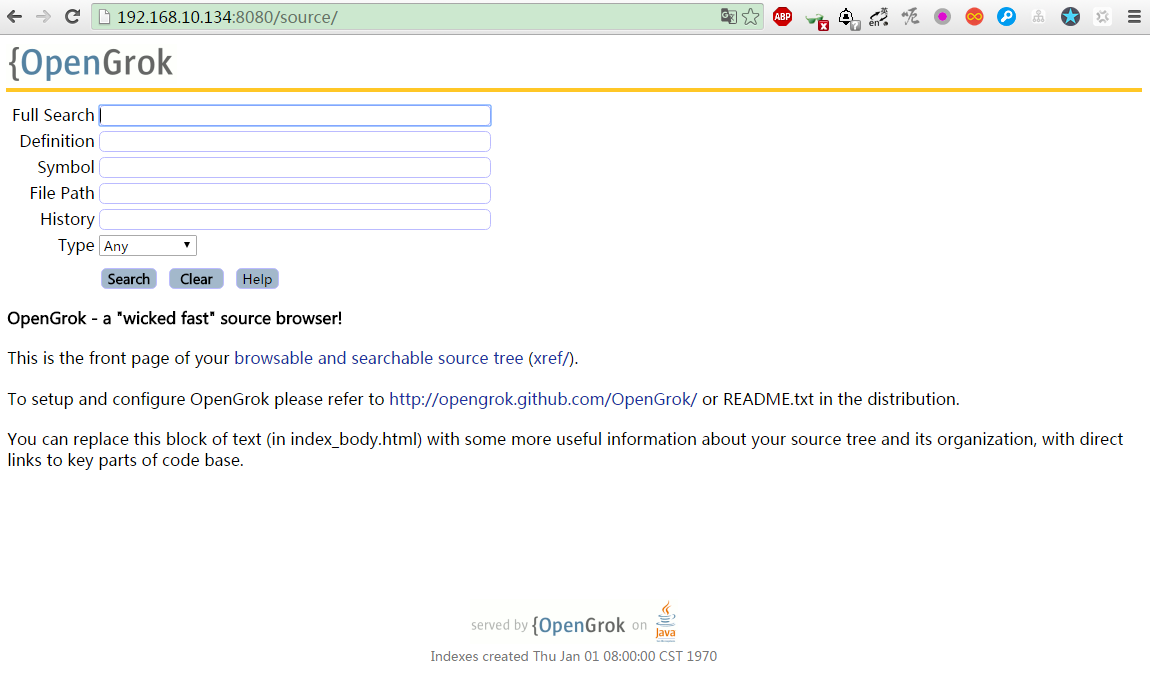 192.168.10.134:8080/source/
ABP
en
英
{OpenGrok
Full Search
Definition
Symbol
File Path
History
Type Any
Search Clear Help
OpenGrok - a "wicked fast" source browser!
This is the front page of your browsable and searchable source tree (xref/).
To setup and configure OpenGrok please refer to http://opengrok.github.com/OpenGrok/ or README.txt in the distribution.
You can replace this block of text (in index_body.html) with some more useful information about your source tree and its organization, with direct
links to key parts of code base.
served by {OpenGrok on Java
Indexes created Thu Jan 01 08:00:00 CST 1970